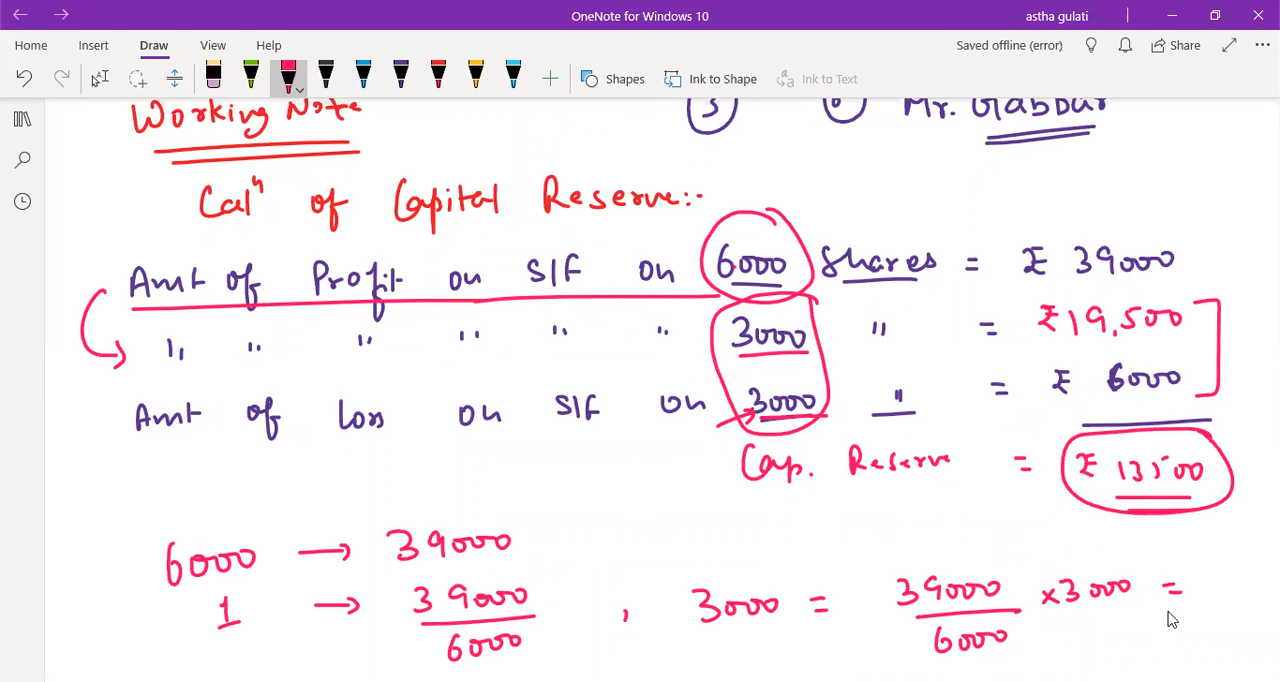 OneNote for Windows 10
astha gulati
Home Insert Draw View Help
Saved offline (error) Share
Shapes Ink to Shape Ink to Text
Working Note
3 Mr. Gabbar
Calⁿ of Capital Reserve:-
Amt of Profit on S/F on 6000 Shares = ₹ 39000
" " " " " " 3000 " = ₹19,500
Amt of Loss on S/F on 3000 " = ₹ 6000
Cap. Reserve = ₹ 13500
6000 → 39000
1 → 39000/6000 , 3000 = 39000/6000 ×3000 =